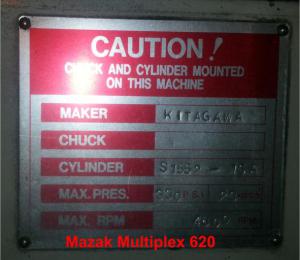 CAUTION!
CHUCK AND CYLINDER MOUNTED
ON THIS MACHINE
MAKER KITAGAWA
CHUCK
CYLINDER
MAX. PRES.
MAX. RPM RPM
Mazak Multiplex 620